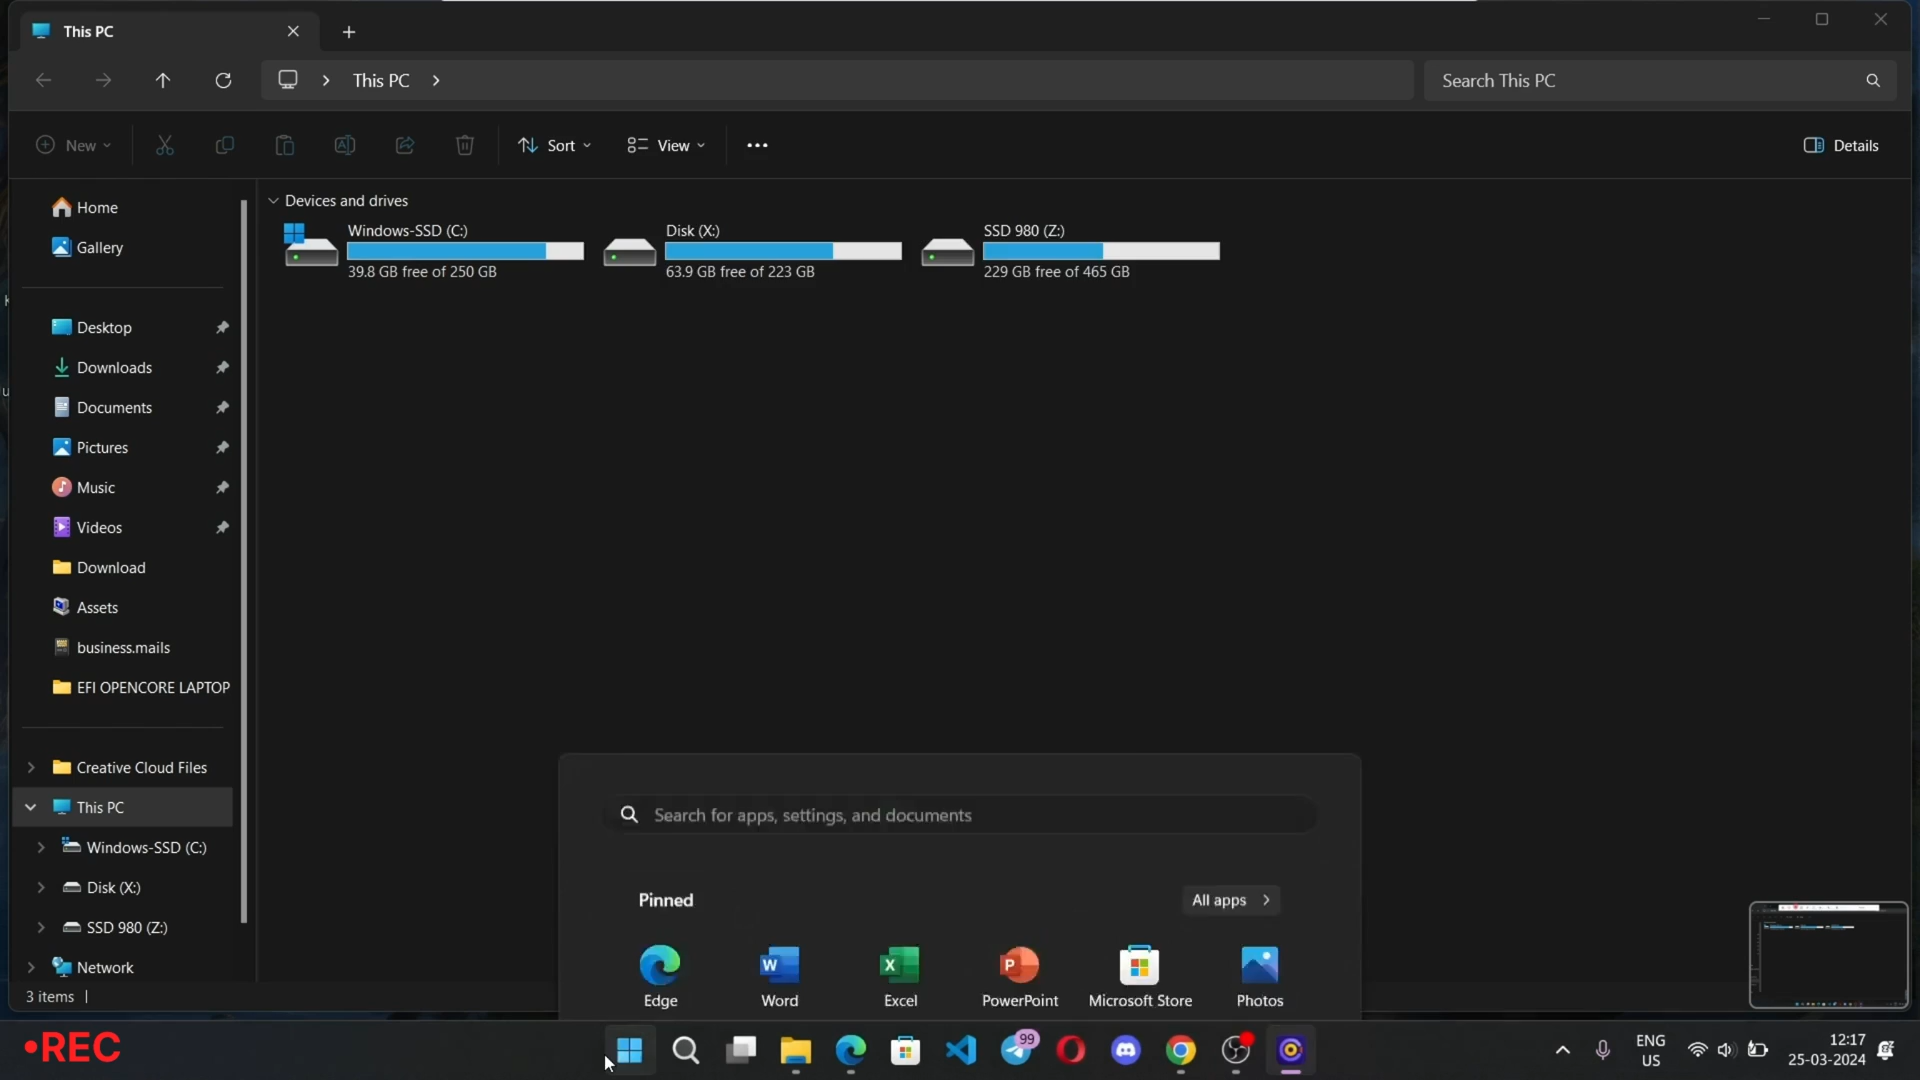 This PC
This PC
Search This PC
New
Sort
View
Details
Home
Gallery
Desktop
Downloads
Documents
Pictures
Music
Videos
Download
Assets
business.mails
EFI OPENCORE LAPTOP
Creative Cloud Files
This PC
Windows-SSD (C:)
Disk (X:)
SSD 980 (Z:)
Network
3 items
Devices and drives
Windows-SSD (C:)
39.8 GB free of 250 GB
Disk (X:)
63.9 GB free of 223 GB
SSD 980 (Z:)
229 GB free of 465 GB
Search for apps, settings, and documents
Pinned
All apps
Edge
Word
Excel
PowerPoint
Microsoft Store
Photos
•REC
99
ENG
US
12:17
25-03-2024